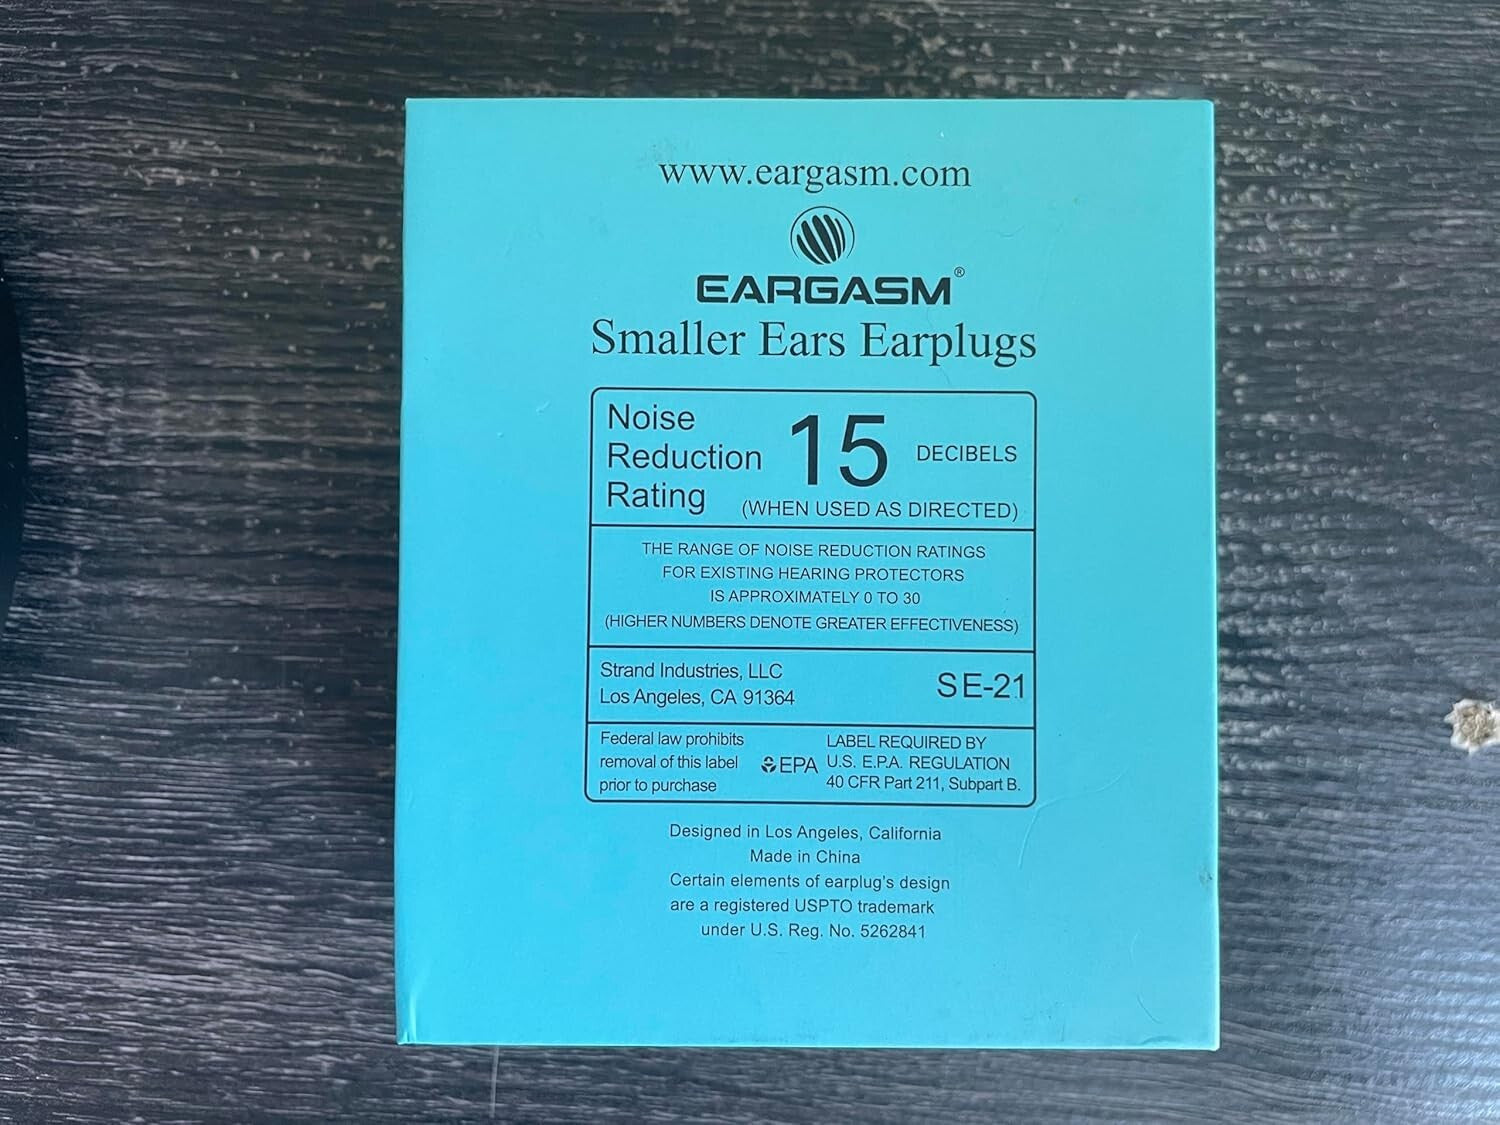 www.eargasm.com
EARGASM®
Smaller Ears Earplugs
Noise
Reduction
Rating
15 DECIBELS
(WHEN USED AS DIRECTED)
THE RANGE OF NOISE REDUCTION RATINGS
FOR EXISTING HEARING PROTECTORS
IS APPROXIMATELY 0 TO 30
(HIGHER NUMBERS DENOTE GREATER EFFECTIVENESS)
Strand Industries, LLC
Los Angeles, CA 91364
SE-21
Federal law prohibits
removal of this label
prior to purchase
EPA
LABEL REQUIRED BY
U.S. E.P.A. REGULATION
40 CFR Part 211, Subpart B.
Designed in Los Angeles, California
Made in China
Certain elements of earplug's design
are a registered USPTO trademark
under U.S. Reg. No. 5262841